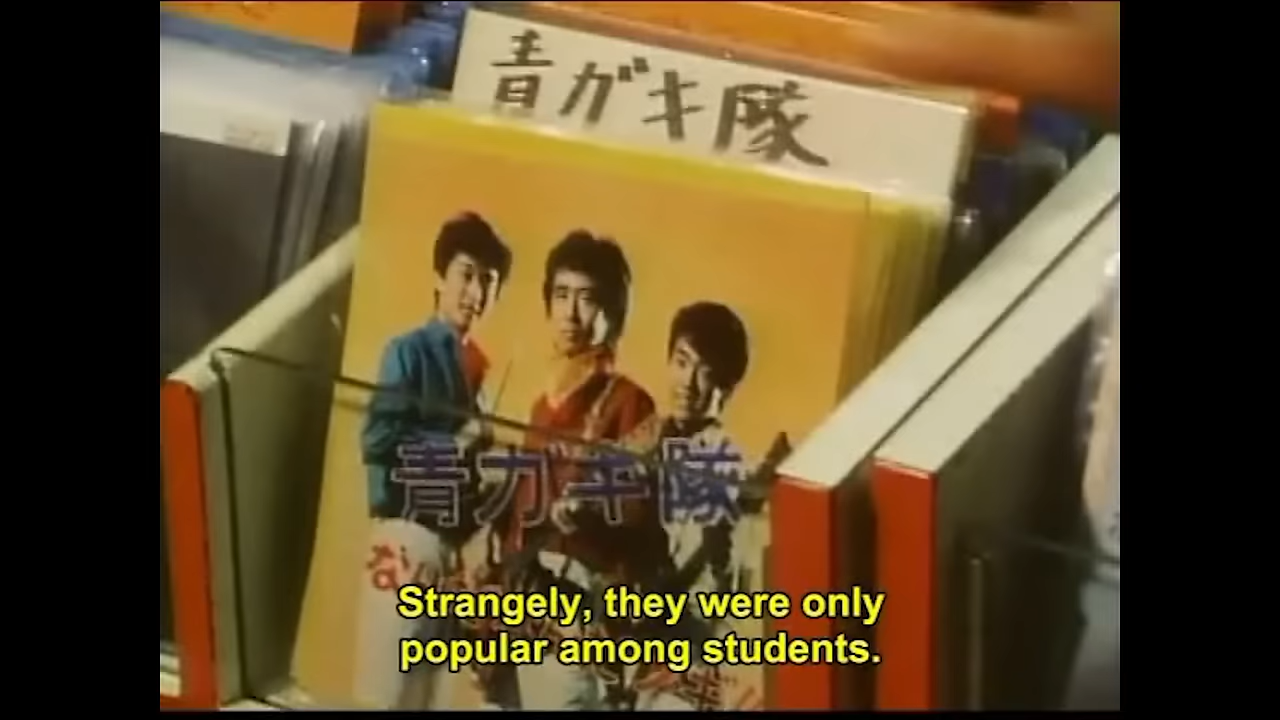 青ガキ隊
青ガキ隊
Strangely, they were only
popular among students.